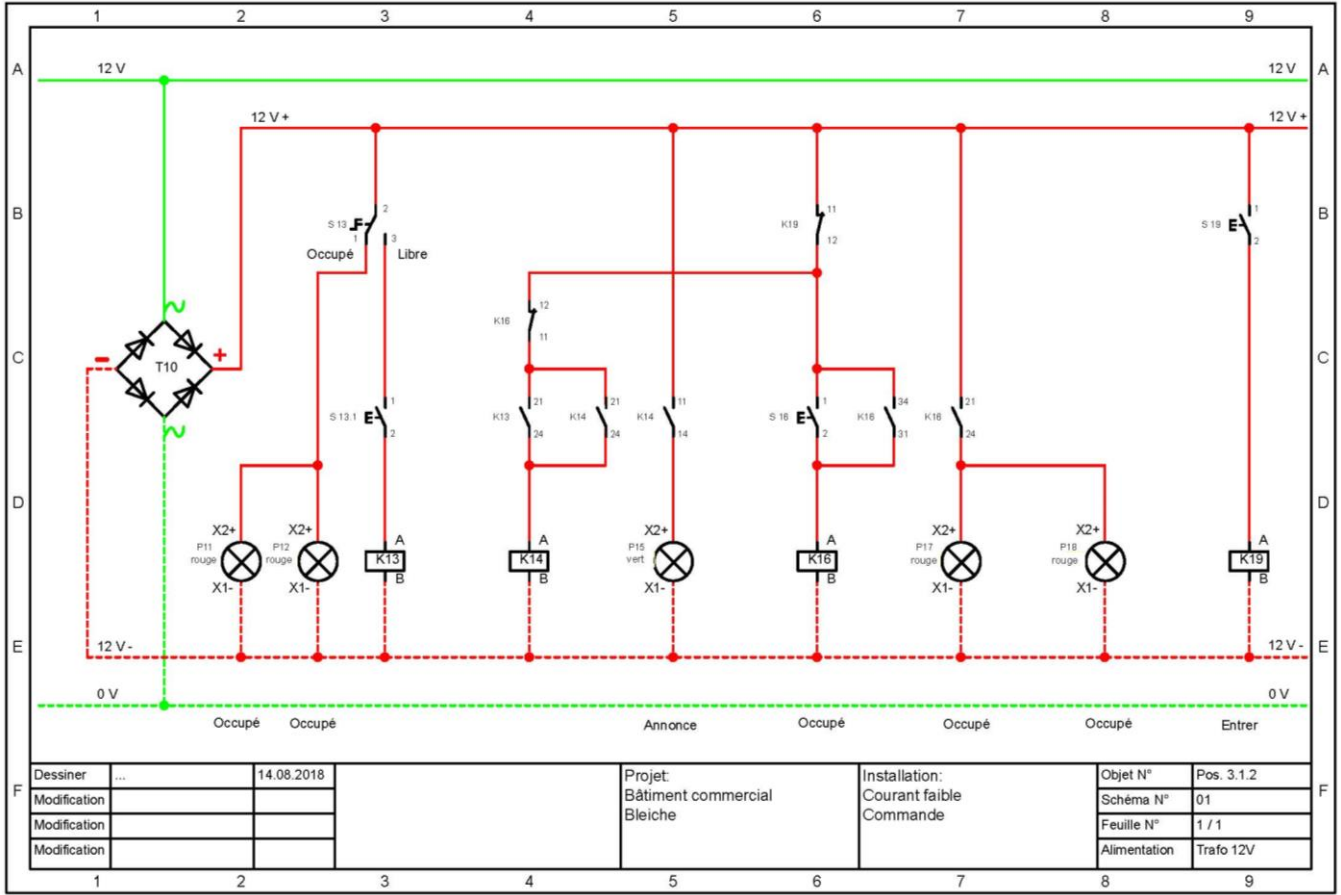 1 2 3 4 5 6 7 8 9
A 12 V 12 V A
12 V + 12 V +
B B
2
S 13
1 3
Occupé Libre
K19
11
12
S 19 E
1
2
K16
12
11
C C
T10
- +
S 13.1 E
1
2
K13
21
24
K14
21
24
K14
11
14
S 16 E
1
2
K16
34
31
K16
21
24
D D
X2+ X2+ X2+ X2+ X2+
P11
rouge
P12
rouge
A
K13
B
A
K14
B
P15
vert
A
K16
B
P17
rouge
P18
rouge
A
K19
B
X1- X1- X1- X1- X1-
E 12 V - 12 V - E
0 V 0 V
Occupé Occupé Annonce Occupé Occupé Occupé Entrer
F F
Dessiner ... 14.08.2018
Modification
Modification
Modification
Projet:
Bâtiment commercial
Bleiche
Installation:
Courant faible
Commande
Objet N° Pos. 3.1.2
Schéma N° 01
Feuille N° 1 / 1
Alimentation Trafo 12V
1 2 3 4 5 6 7 8 9